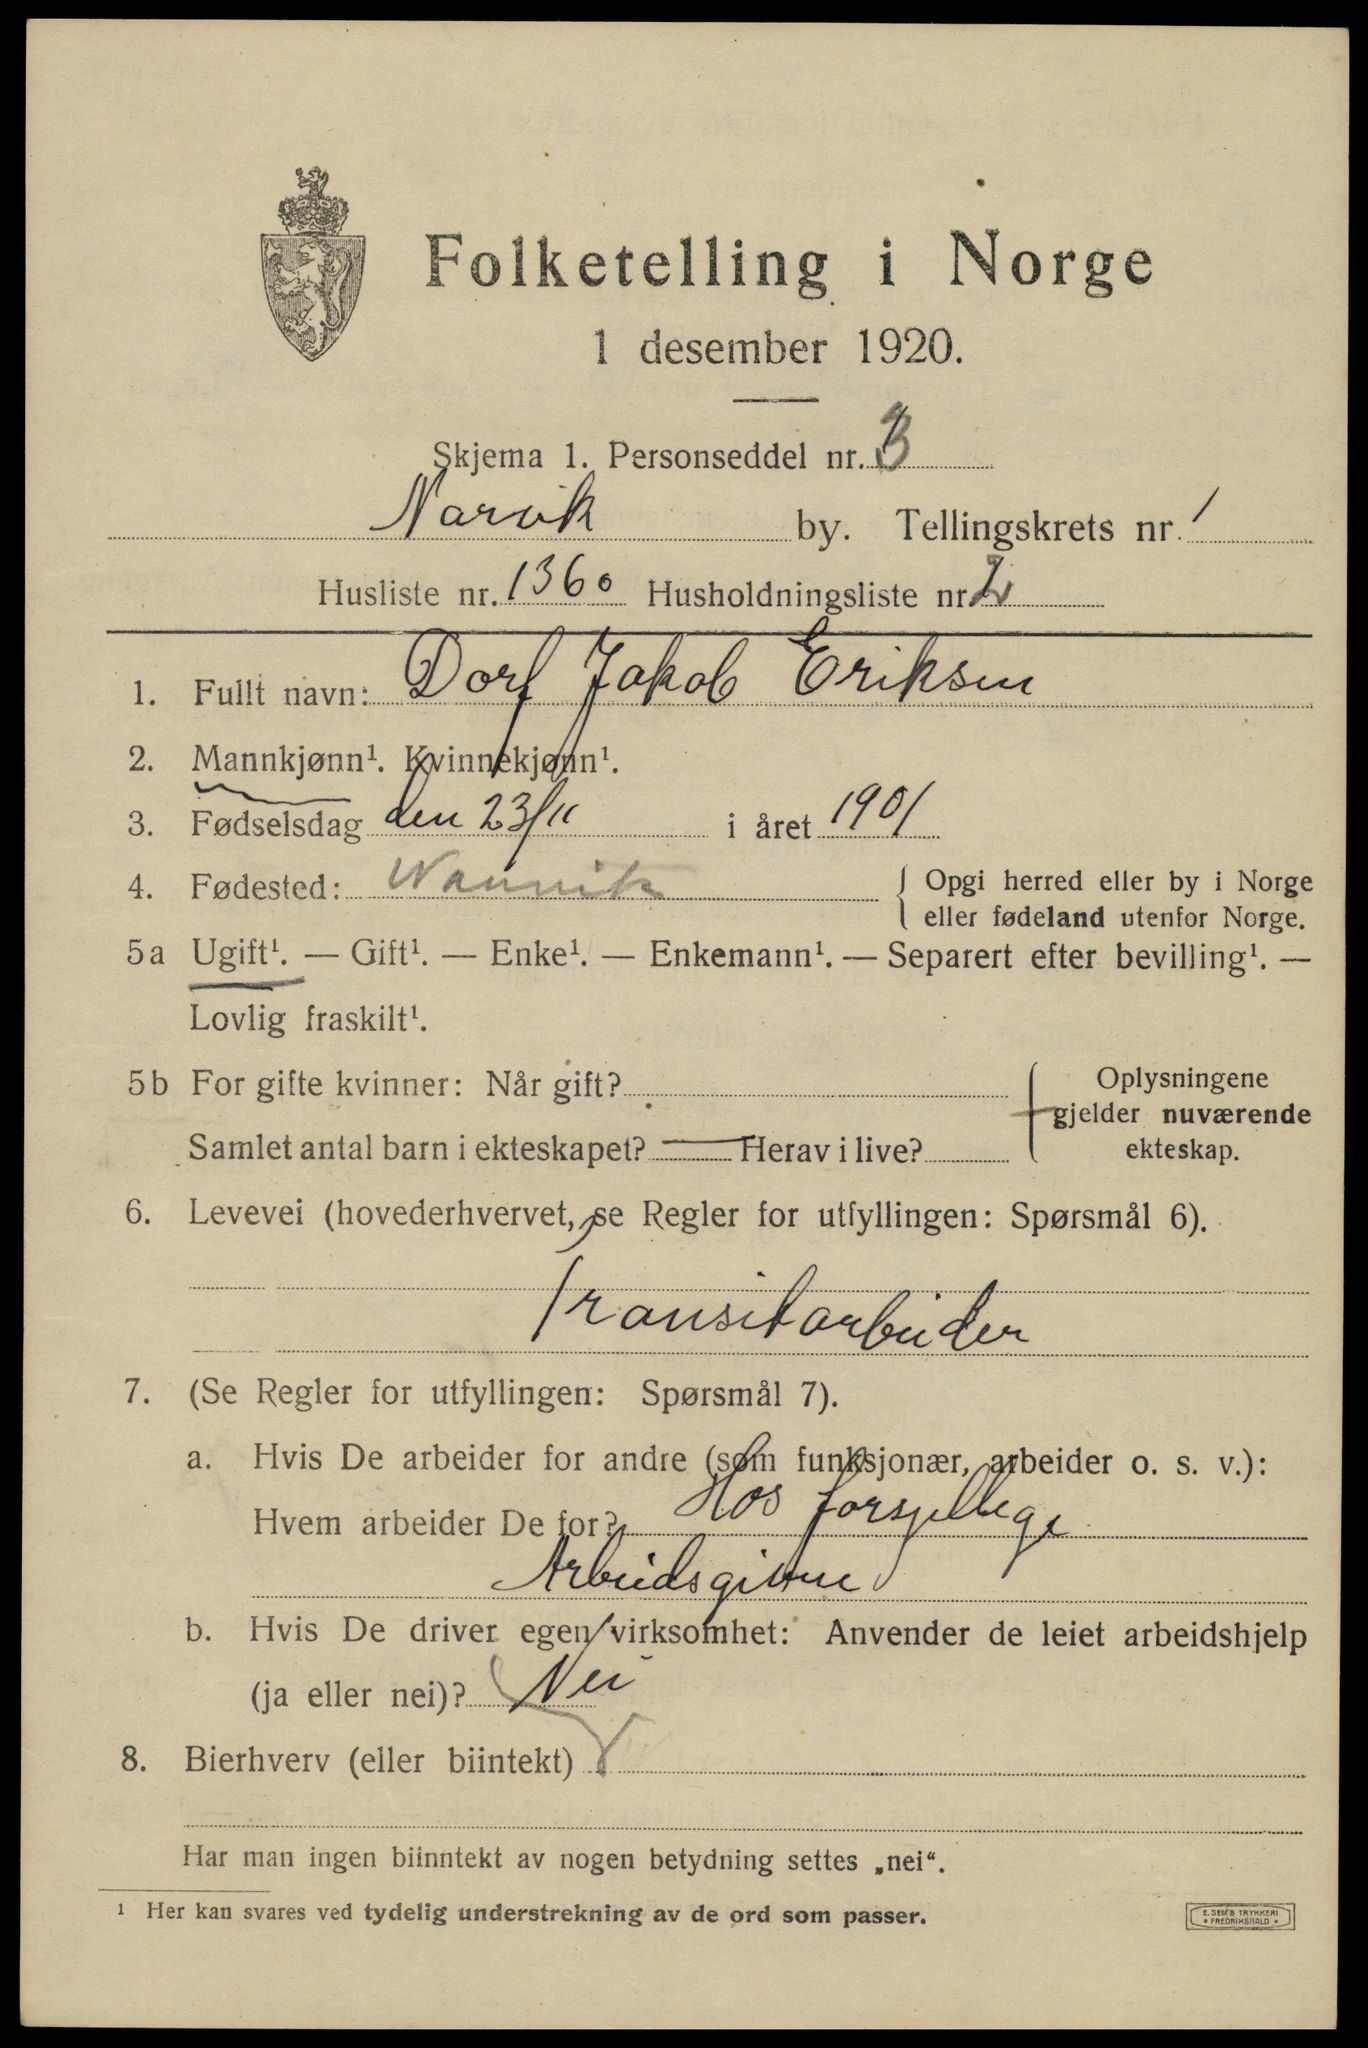 Folketelling i Norge
1 desember 1920.
Skjema 1. Personseddel nr. 3
Narvik by. Tellingskrets nr. 1
Husliste nr. 1360 Husholdningsliste nr. 2
1. Fullt navn: Dorf Jakob Eriksen
2. Mannkjønn¹. Kvinnekjønn¹.
3. Fødselsdag den 23/11 i året 1901
4. Fødested:
{ Opgi herred eller by i Norge
eller fødeland utenfor Norge.
5a Ugift¹. — Gift¹. — Enke¹. — Enkemann¹. — Separert efter bevilling¹. —
Lovlig fraskilt¹.
5b For gifte kvinner: Når gift?
Samlet antal barn i ekteskapet? — Herav i live?
{ Oplysningene
gjelder nuværende
ekteskap.
6. Levevei (hovederhvervet, se Regler for utfyllingen: Spørsmål 6).
Transitarbeider
7. (Se Regler for utfyllingen: Spørsmål 7).
a. Hvis De arbeider for andre (som funksjonær, arbeider o. s. v.):
Hvem arbeider De for? Hos forsjellige
Arbeidsgivere
b. Hvis De driver egen virksomhet: Anvender de leiet arbeidshjelp
(ja eller nei)? Nei
8. Bierhverv (eller biintekt)
Har man ingen biinntekt av nogen betydning settes „nei“.
¹ Her kan svares ved tydelig understrekning av de ord som passer.
E. SEM'S TRYKKERI
• FREDRIKSHALD •